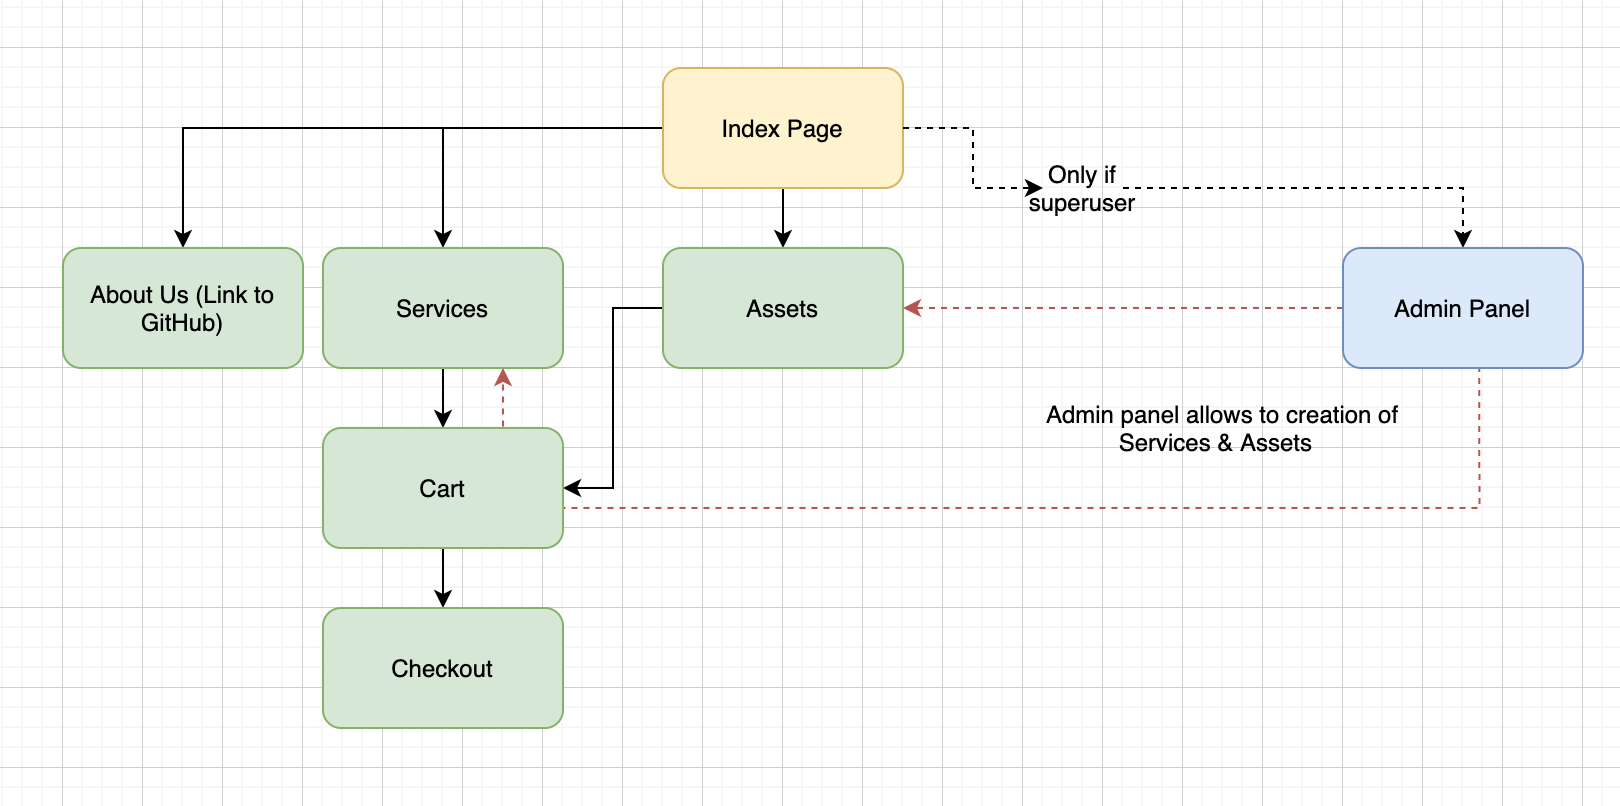 Index Page
Only if
superuser
About Us (Link to
GitHub)
Services
Assets
Admin Panel
Admin panel allows to creation of
Services & Assets
Cart
Checkout